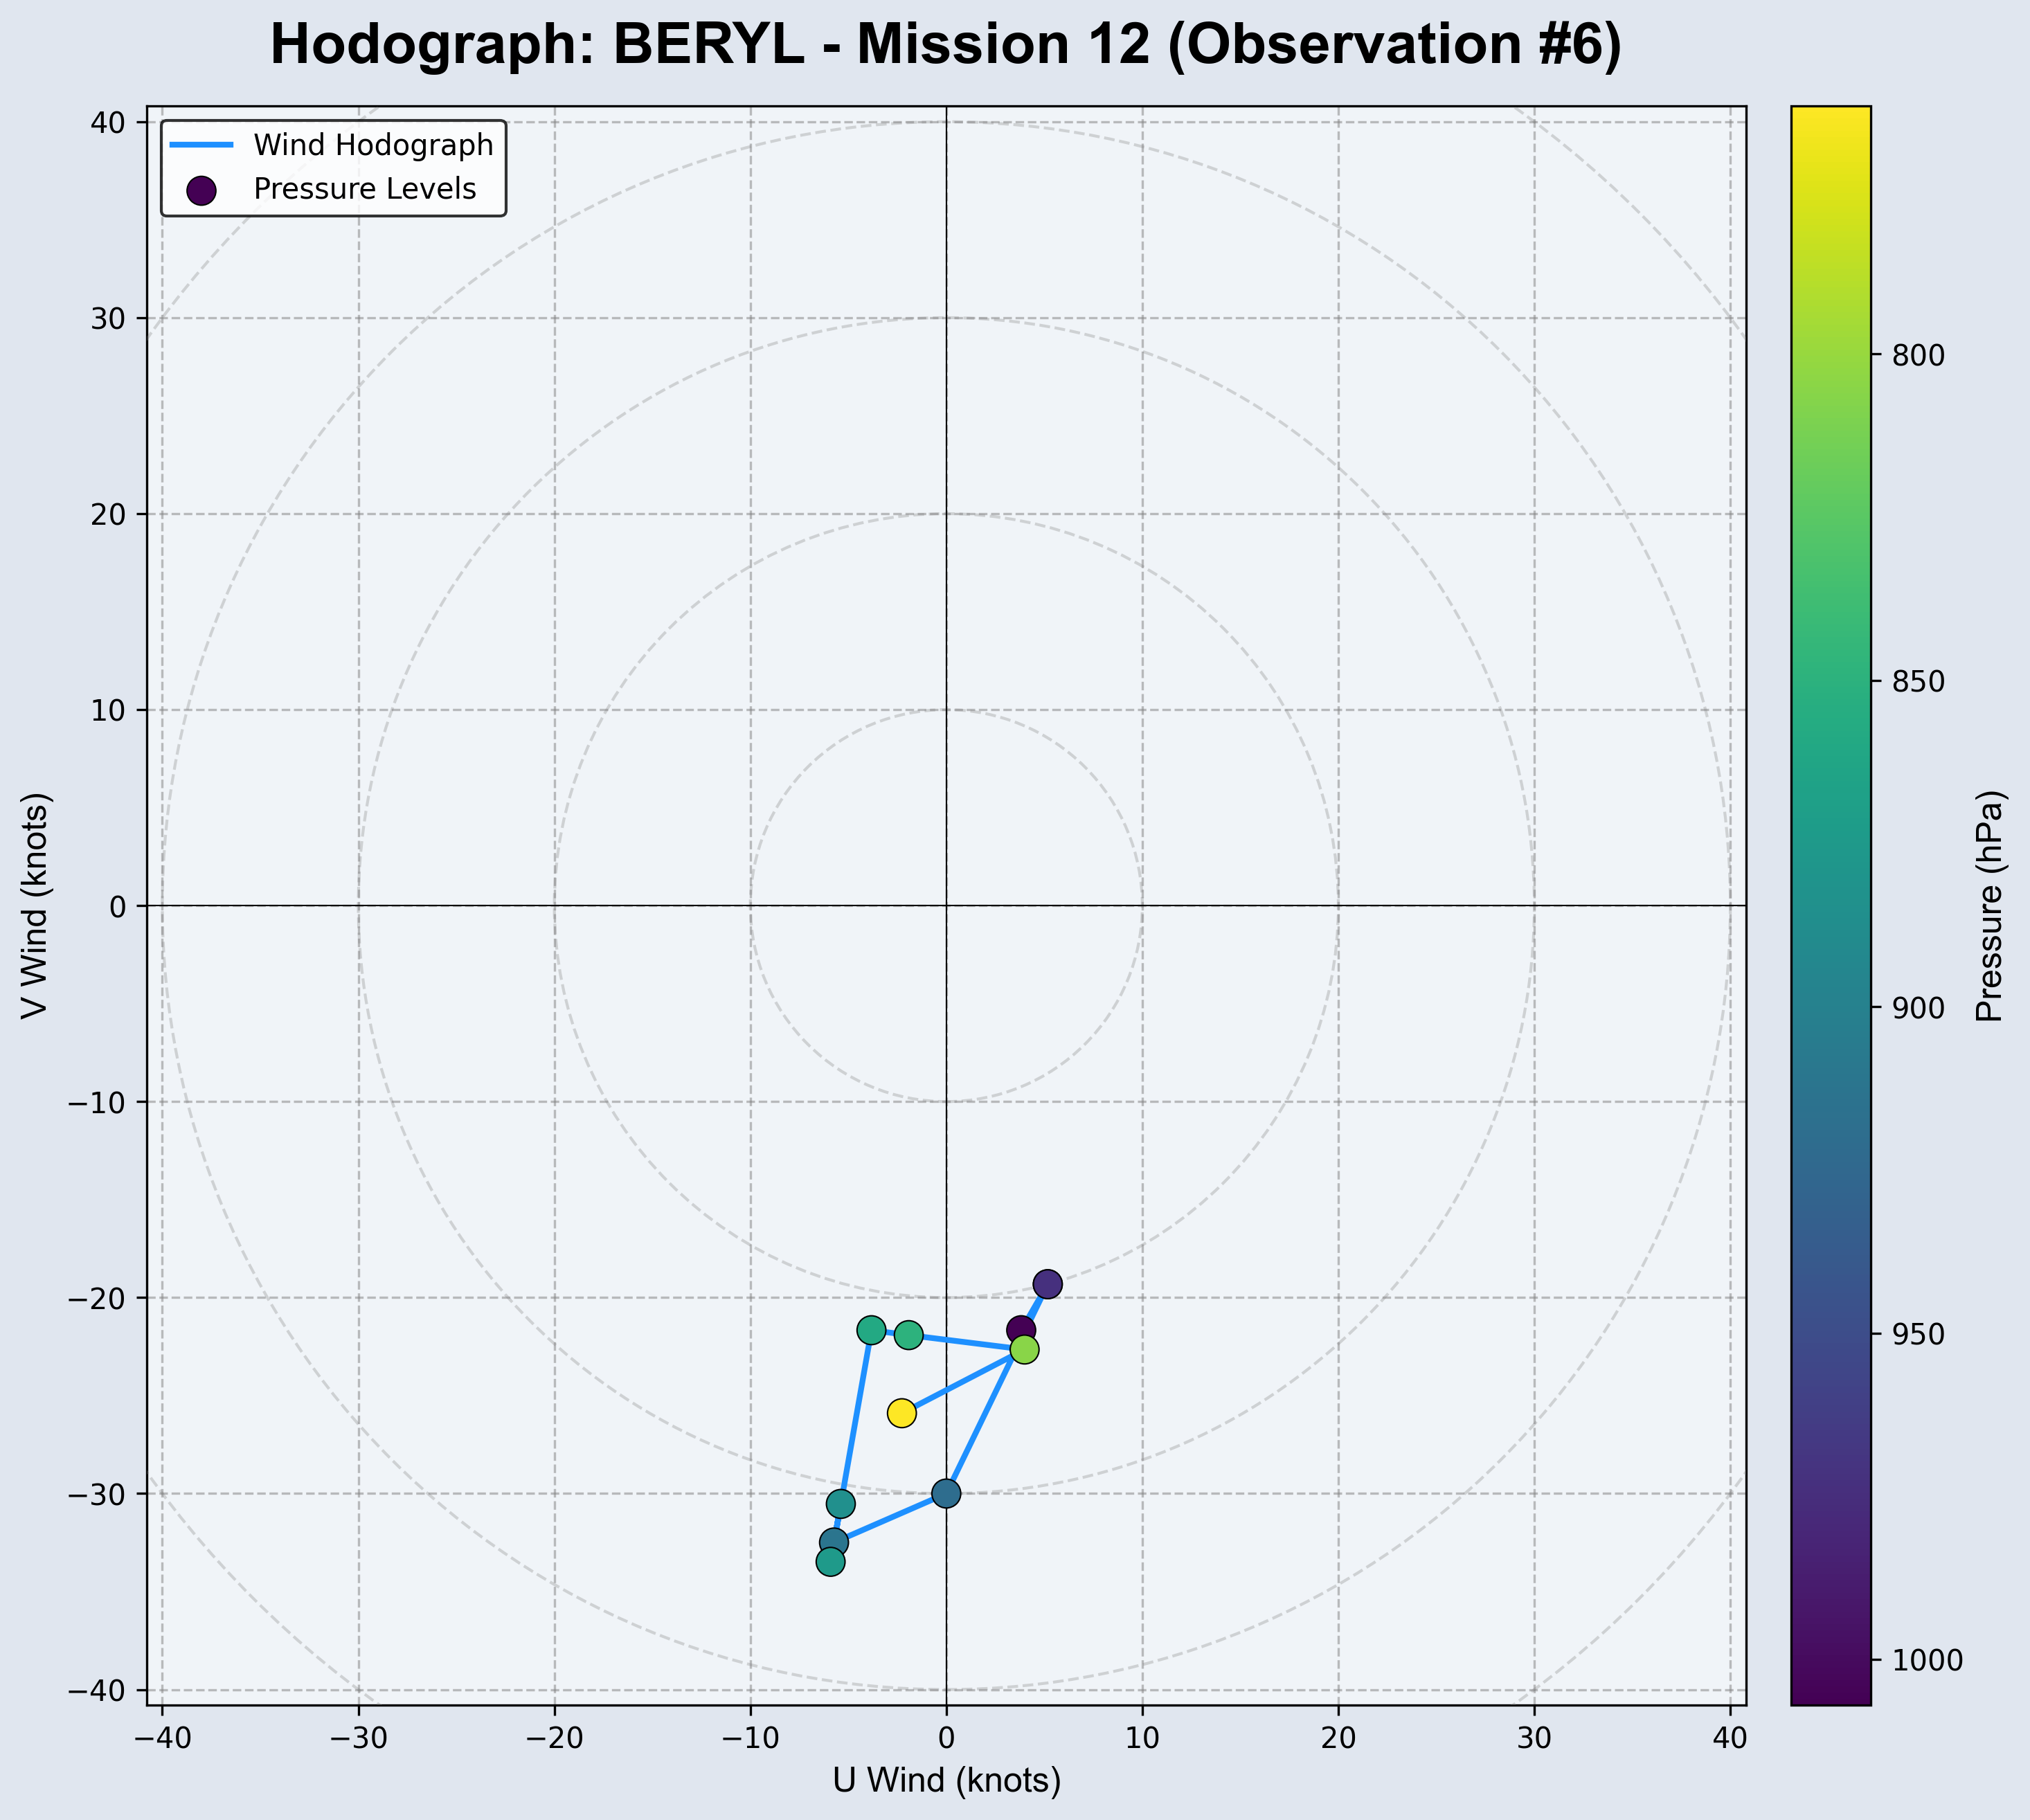 Hodograph: BERYL - Mission 12 (Observation #6)
Wind Hodograph
Pressure Levels
40
30
20
10
0
−10
−20
−30
−40
V Wind (knots)
−40 −30 −20 −10 0 10 20 30 40
U Wind (knots)
800
850
900
950
1000
Pressure (hPa)